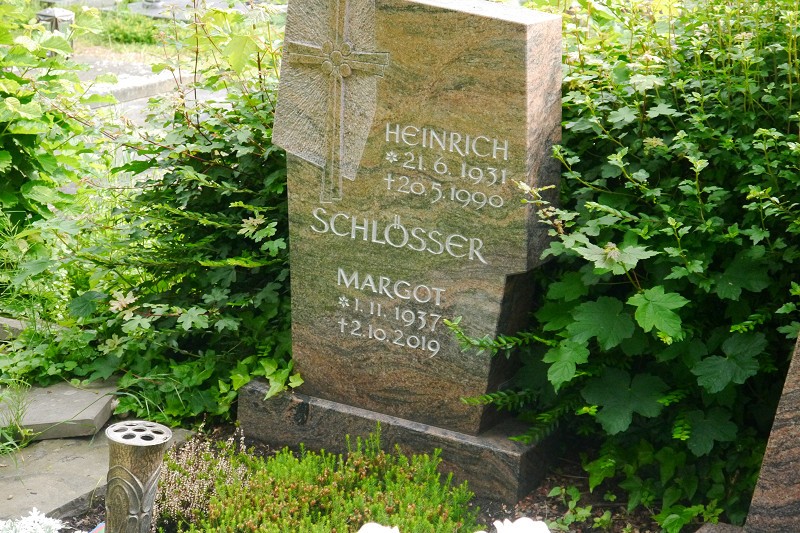 HEINRICH
* 21. 6. 1931
† 20. 5. 1990
SCHLÖSSER
MARGOT
* 1. 11. 1937
† 2. 10. 2019